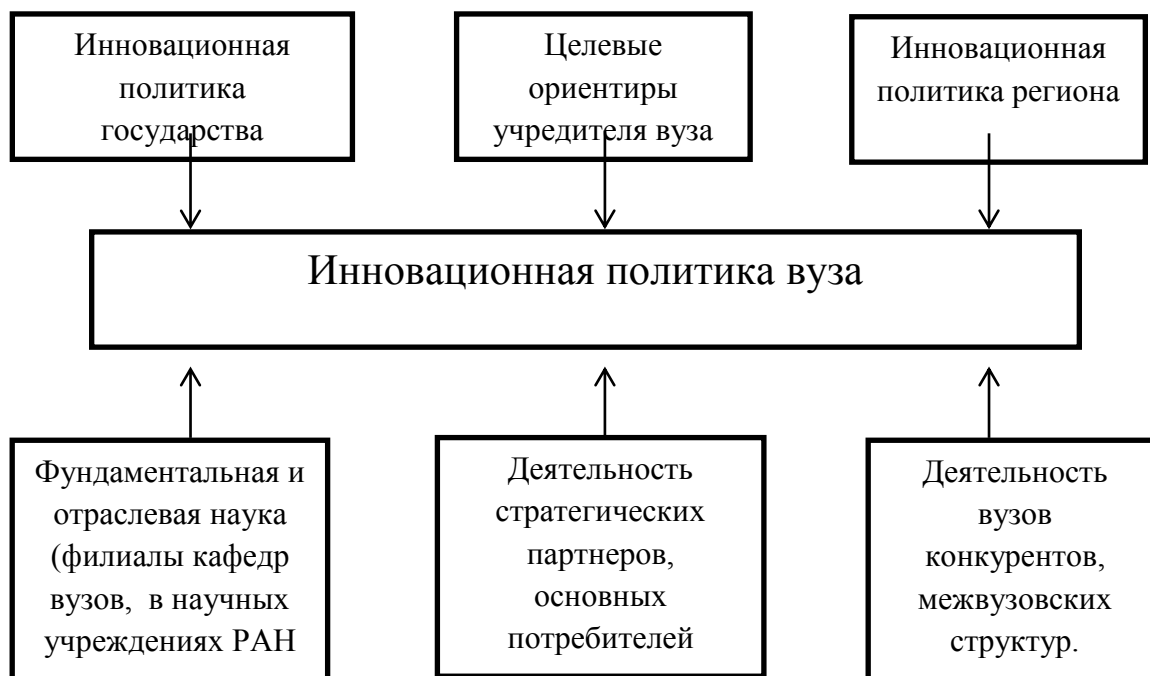 Инновационная
политика
государства
Целевые
ориентиры
учредителя вуза
Инновационная
политика региона
Инновационная политика вуза
Фундаментальная и
отраслевая наука
(филиалы кафедр
вузов,  в научных
учреждениях РАН
Деятельность
стратегических
партнеров,
основных
потребителей
Деятельность
вузов
конкурентов,
межвузовских
структур.